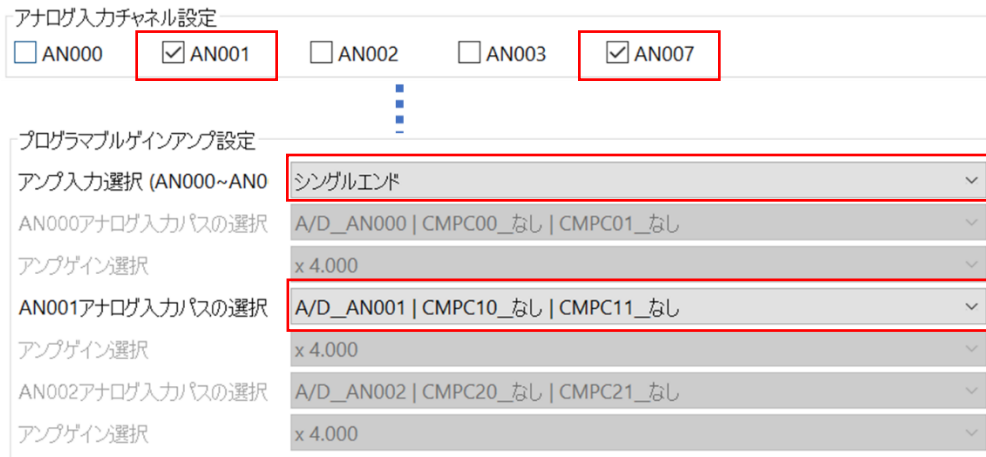 アナログ入力チャネル設定
AN000 AN001 AN002 AN003 AN007
プログラマブルゲインアンプ設定
アンプ入力選択 (AN000~AN0 シングルエンド
AN000アナログ入力パスの選択 A/D__AN000 | CMPC00__なし | CMPC01__なし
アンプゲイン選択 x 4.000
AN001アナログ入力パスの選択 A/D__AN001 | CMPC10__なし | CMPC11__なし
アンプゲイン選択 x 4.000
AN002アナログ入力パスの選択 A/D__AN002 | CMPC20__なし | CMPC21__なし
アンプゲイン選択 x 4.000